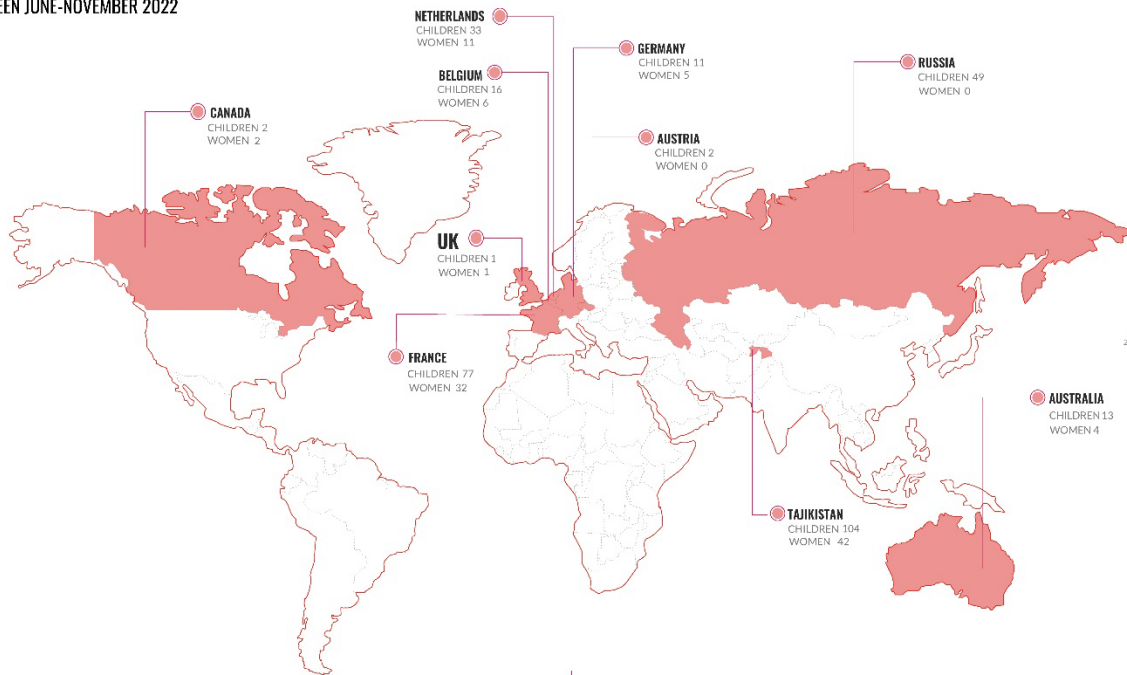 EEN JUNE-NOVEMBER 2022
NETHERLANDS
CHILDREN 33
WOMEN 11
GERMANY
CHILDREN 11
WOMEN 5
RUSSIA
CHILDREN 49
WOMEN 0
BELGIUM
CHILDREN 16
WOMEN 6
CANADA
CHILDREN 2
WOMEN 2
AUSTRIA
CHILDREN 2
WOMEN 0
UK
CHILDREN 1
WOMEN 1
FRANCE
CHILDREN 77
WOMEN 32
2
AUSTRALIA
CHILDREN 13
WOMEN 4
TAJIKISTAN
CHILDREN 104
WOMEN 42